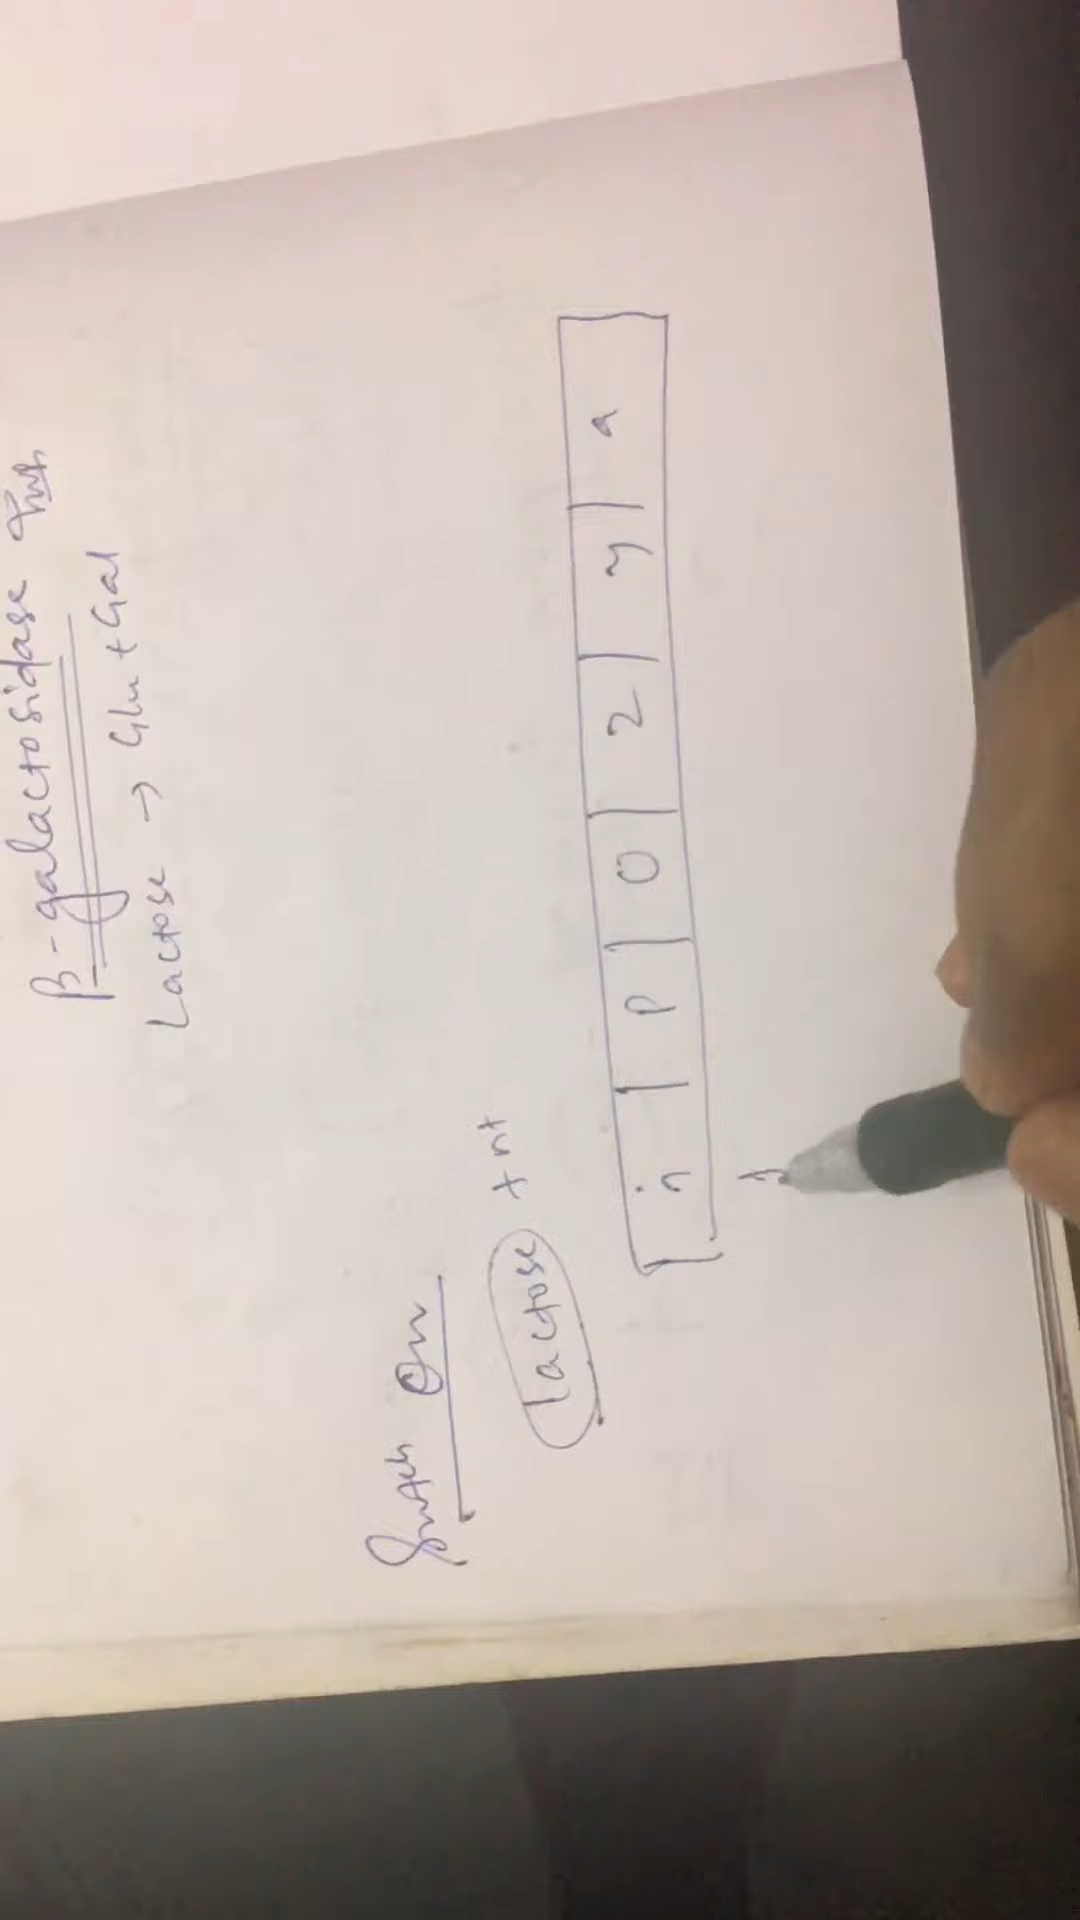 β-galactosidase
Lactose → Glu + Gal
Switch On
lactose + nt
i P O Z y a